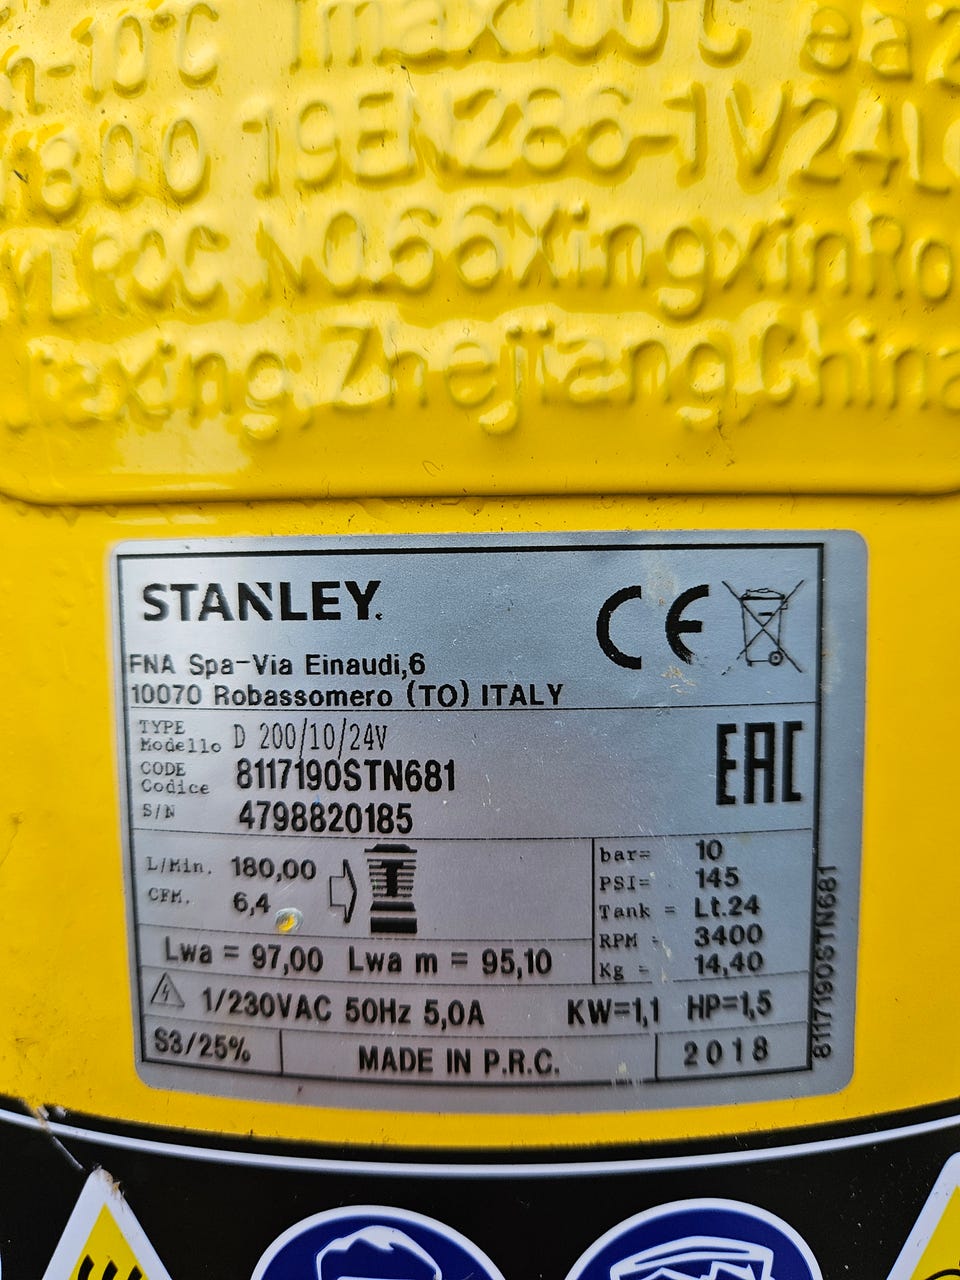 -10°C Tmax100°C ea
800 19EN286-1V24L
NO.66Xingxin
Jiaxing,Zhejiang,China
STANLEY.
CE
FNA Spa-Via Einaudi,6
10070 Robassomero (TO) ITALY
TYPE
Modello D 200/10/24V
CODE
Codice 8117190STN681
S/N 4798820185
EAC
L/Min. 180,00
CFM. 6,4
bar= 10
PSI= 145
Tank = Lt.24
RPM = 3400
Kg = 14,40
Lwa = 97,00 Lwa m = 95,10
1/230VAC 50Hz 5,0A KW=1,1 HP=1,5
S3/25% MADE IN P.R.C. 2018
8117190STN681